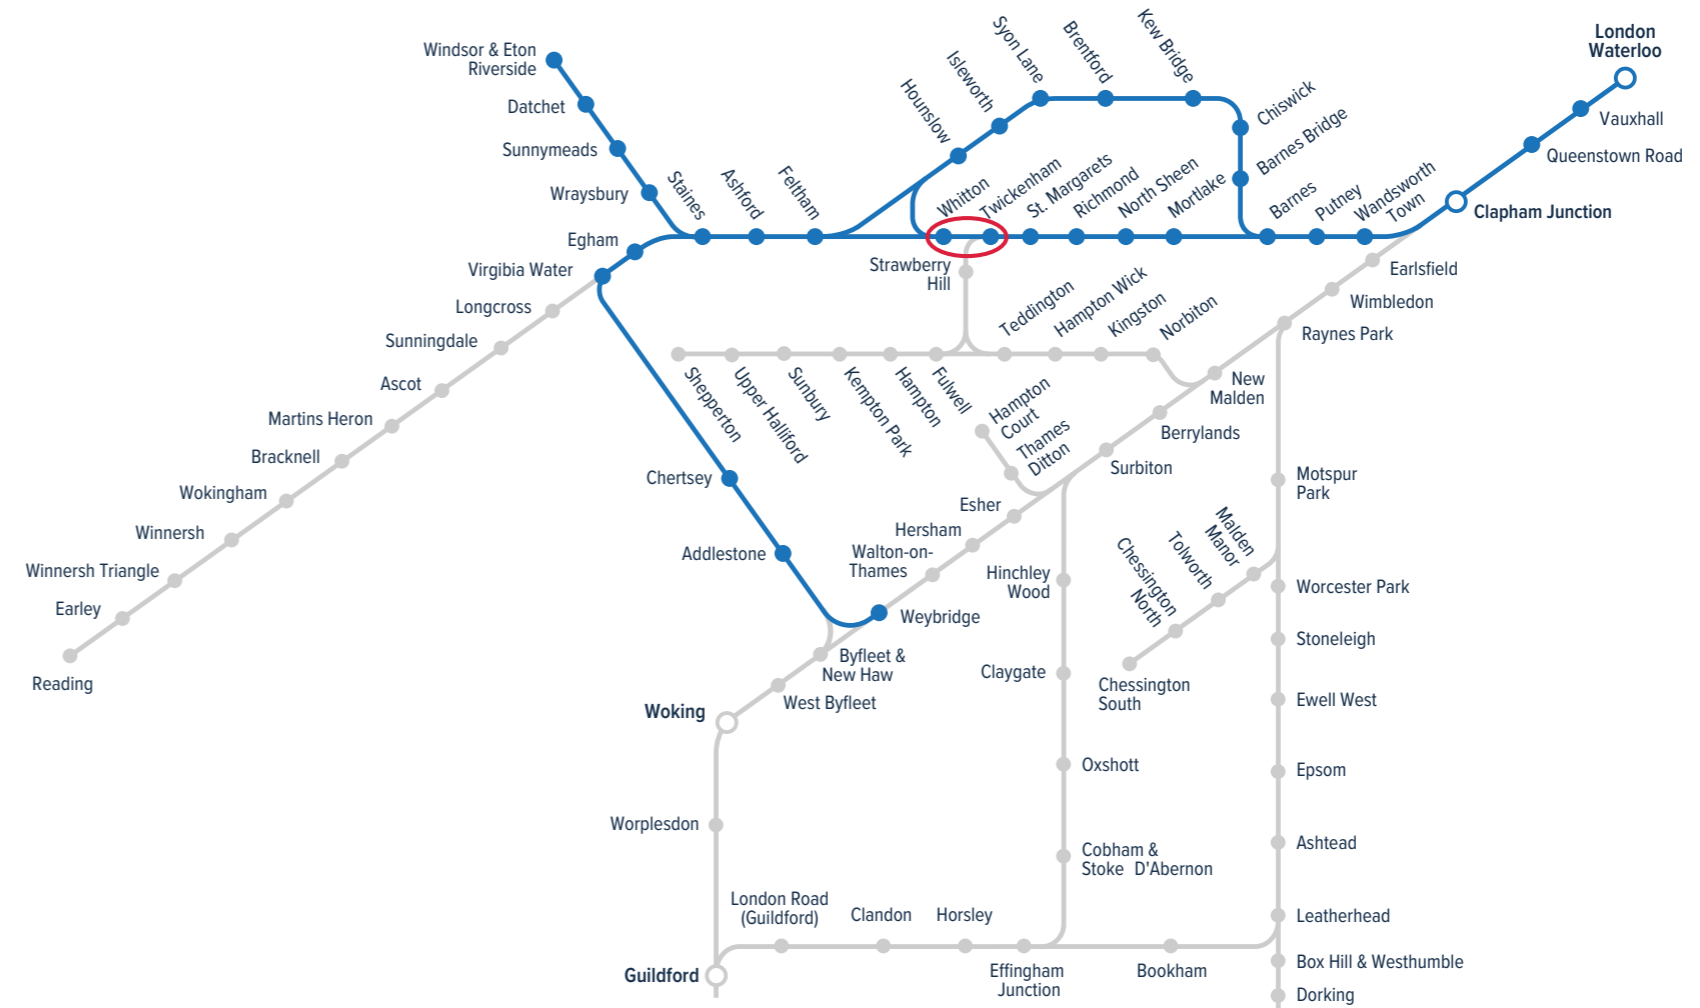 Windsor & Eton
Riverside
Datchet
Sunnymeads
Wraysbury
Staines
Ashford
Feltham
Egham
Virgibia Water
Longcross
Sunningdale
Ascot
Martins Heron
Bracknell
Wokingham
Winnersh
Winnersh Triangle
Earley
Reading
Hounslow
Isleworth
Syon Lane
Brentford
Kew Bridge
Chiswick
Barnes Bridge
London
Waterloo
Vauxhall
Queenstown Road
Clapham Junction
Whitton
Twickenham
St. Margarets
Richmond
North Sheen
Mortlake
Barnes
Putney
Wandsworth
Town
Strawberry
Hill
Teddington
Hampton Wick
Kingston
Norbiton
Shepperton
Upper Halliford
Sunbury
Kempton Park
Hampton
Fulwell
Earlsfield
Wimbledon
Raynes Park
New
Malden
Berrylands
Surbiton
Hampton
Court
Thames
Ditton
Esher
Hersham
Walton-on-
Thames
Weybridge
Chertsey
Addlestone
Byfleet &
New Haw
West Byfleet
Woking
Worplesdon
Guildford
London Road
(Guildford)
Clandon
Horsley
Effingham
Junction
Bookham
Hinchley
Wood
Claygate
Oxshott
Cobham &
Stoke D'Abernon
Motspur
Park
Malden
Manor
Tolworth
Chessington
North
Chessington
South
Worcester Park
Stoneleigh
Ewell West
Epsom
Ashtead
Leatherhead
Box Hill & Westhumble
Dorking